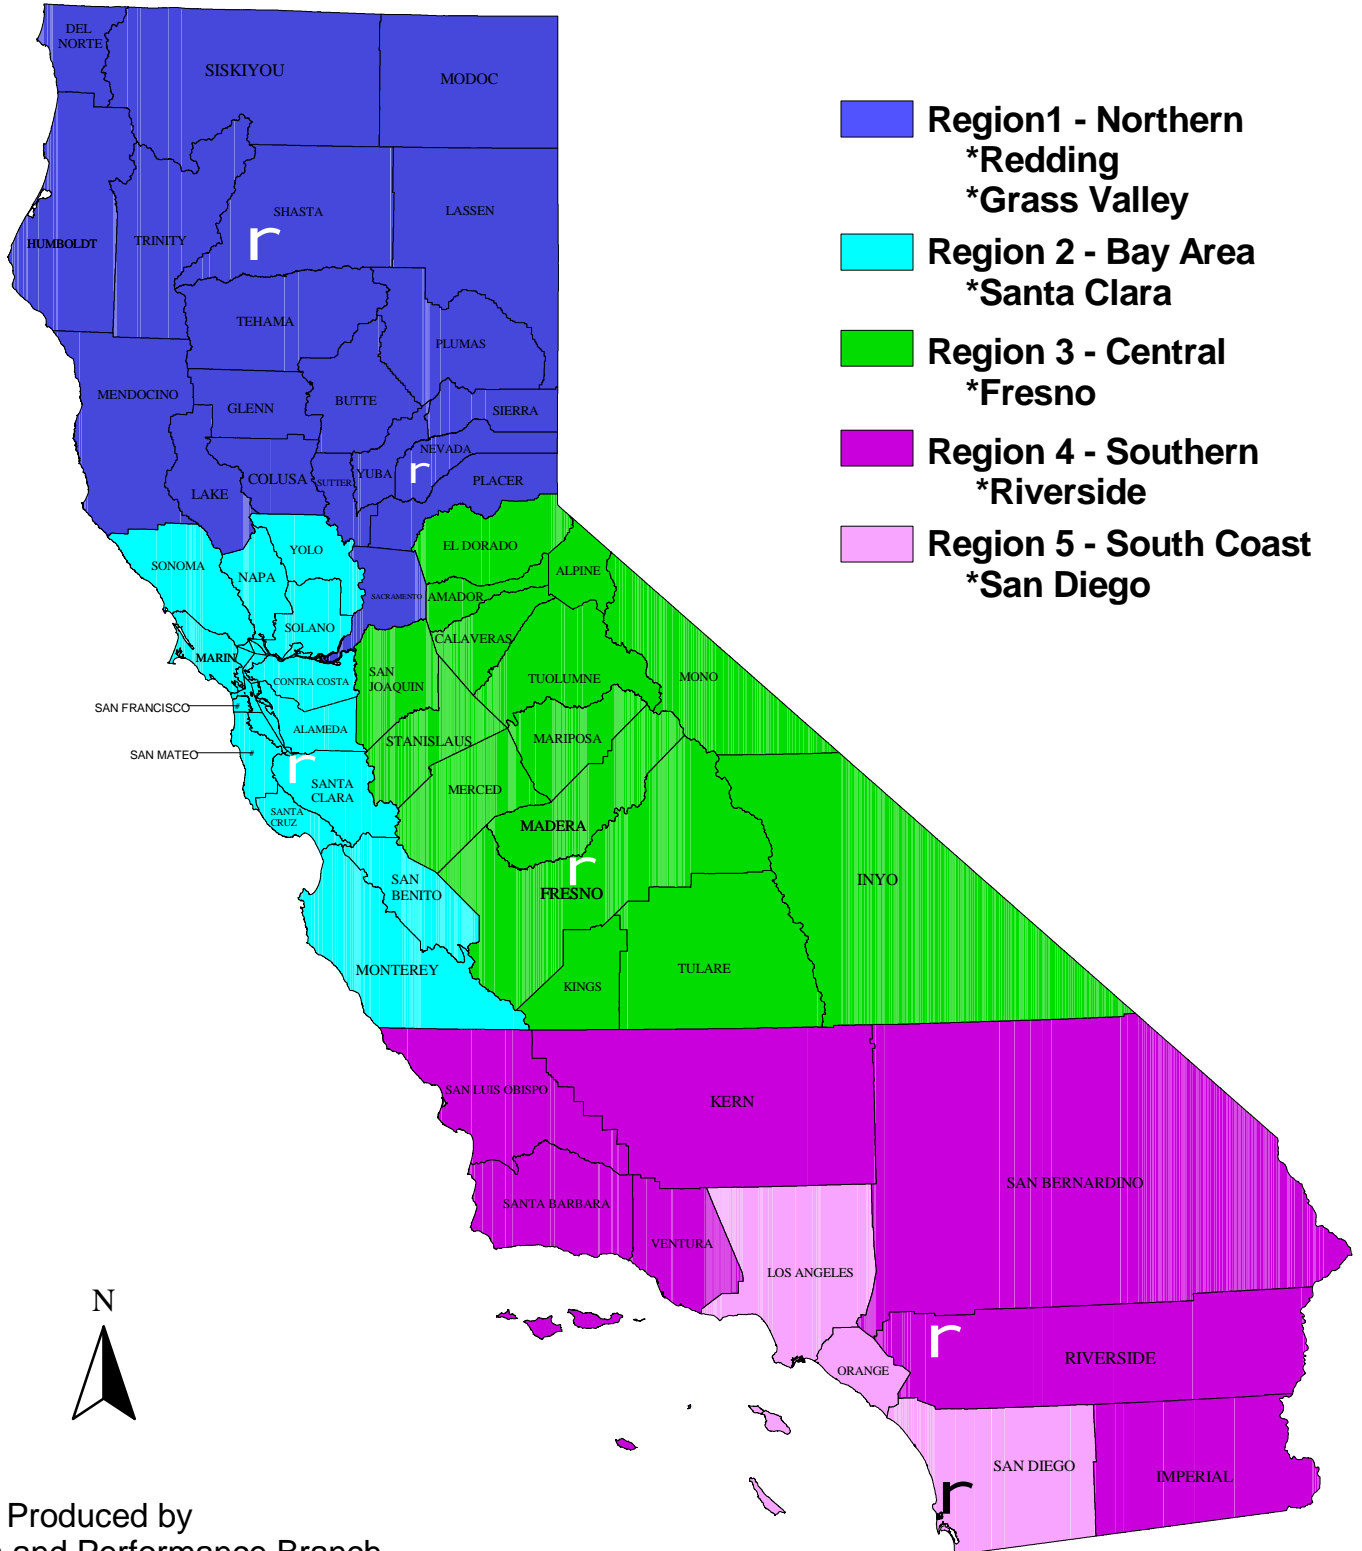 DEL
NORTE
SISKIYOU
MODOC
Region1 - Northern
*Redding
*Grass Valley
Region 2 - Bay Area
*Santa Clara
Region 3 - Central
*Fresno
Region 4 - Southern
*Riverside
Region 5 - South Coast
*San Diego
HUMBOLDT
TRINITY
SHASTA
r
LASSEN
TEHAMA
PLUMAS
MENDOCINO
GLENN
BUTTE
SIERRA
NEVADA
r
LAKE
COLUSA
SUTTER
YUBA
PLACER
SONOMA
NAPA
YOLO
EL DORADO
ALPINE
SACRAMENTO
AMADOR
SOLANO
CALAVERAS
MARIN
CONTRA COSTA
SAN
JOAQUIN
TUOLUMNE
MONO
SAN FRANCISCO
ALAMEDA
STANISLAUS
MARIPOSA
SAN MATEO
r
SANTA
CLARA
MERCED
SANTA
CRUZ
MADERA
r
SAN
BENITO
FRESNO
INYO
MONTEREY
KINGS
TULARE
SAN LUIS OBISPO
KERN
SAN BERNARDINO
SANTA BARBARA
VENTURA
LOS ANGELES
N
r
ORANGE
RIVERSIDE
SAN DIEGO
r
IMPERIAL
Produced by
and Performance Branch